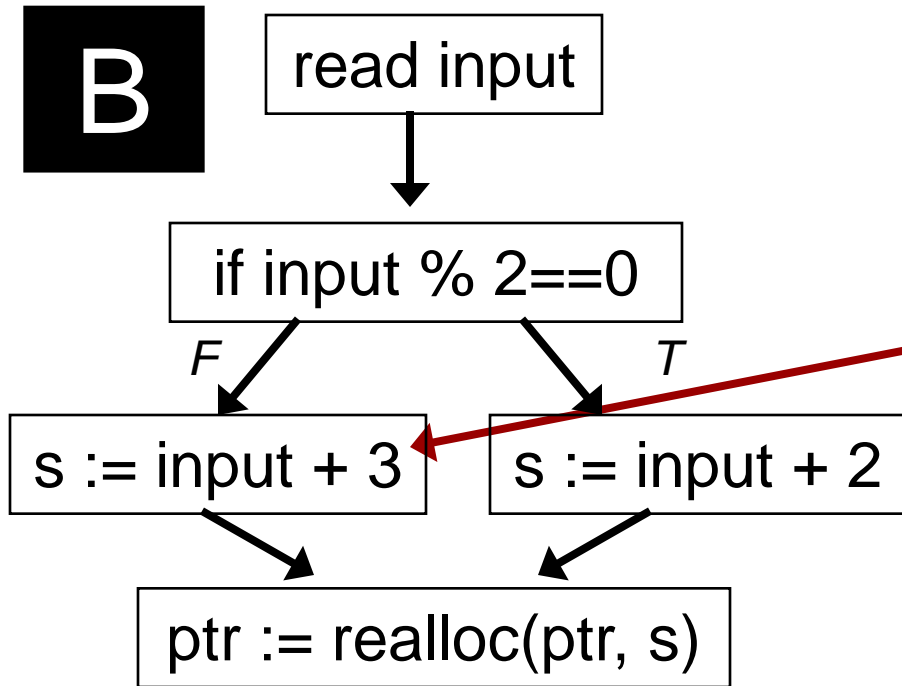 B
read input
if input % 2==0
F
T
s := input + 3
s := input + 2
ptr := realloc(ptr, s)